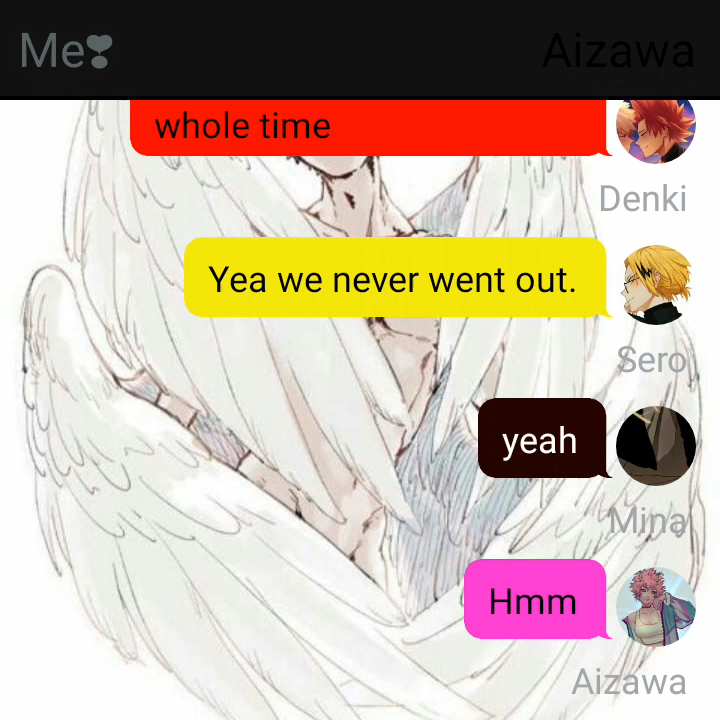 Me❣
Aizawa
whole time
Denki
Yea we never went out.
Sero
yeah
Mina
Hmm
Aizawa